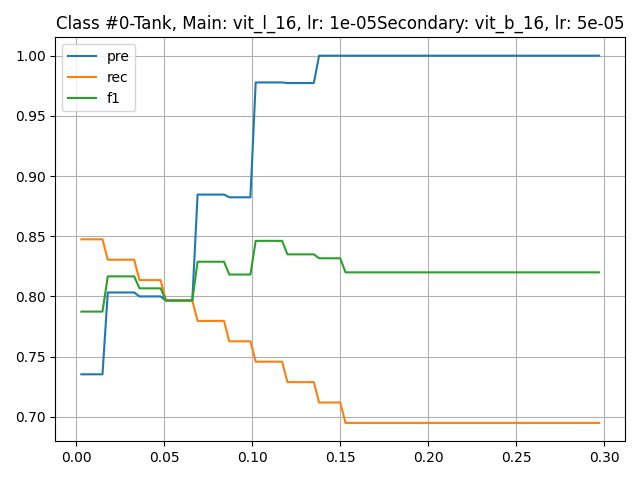 Class #0-Tank, Main: vit_l_16, lr: 1e-05Secondary: vit_b_16, lr: 5e-05
pre
rec
f1
1.00
0.95
0.90
0.85
0.80
0.75
0.70
0.00 0.05 0.10 0.15 0.20 0.25 0.30